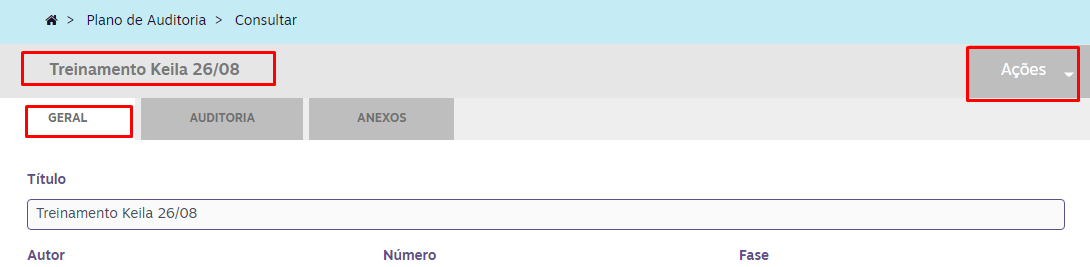 > Plano de Auditoria > Consultar
Treinamento Keila 26/08 Ações
GERAL AUDITORIA ANEXOS
Título
Treinamento Keila 26/08
Autor Número Fase